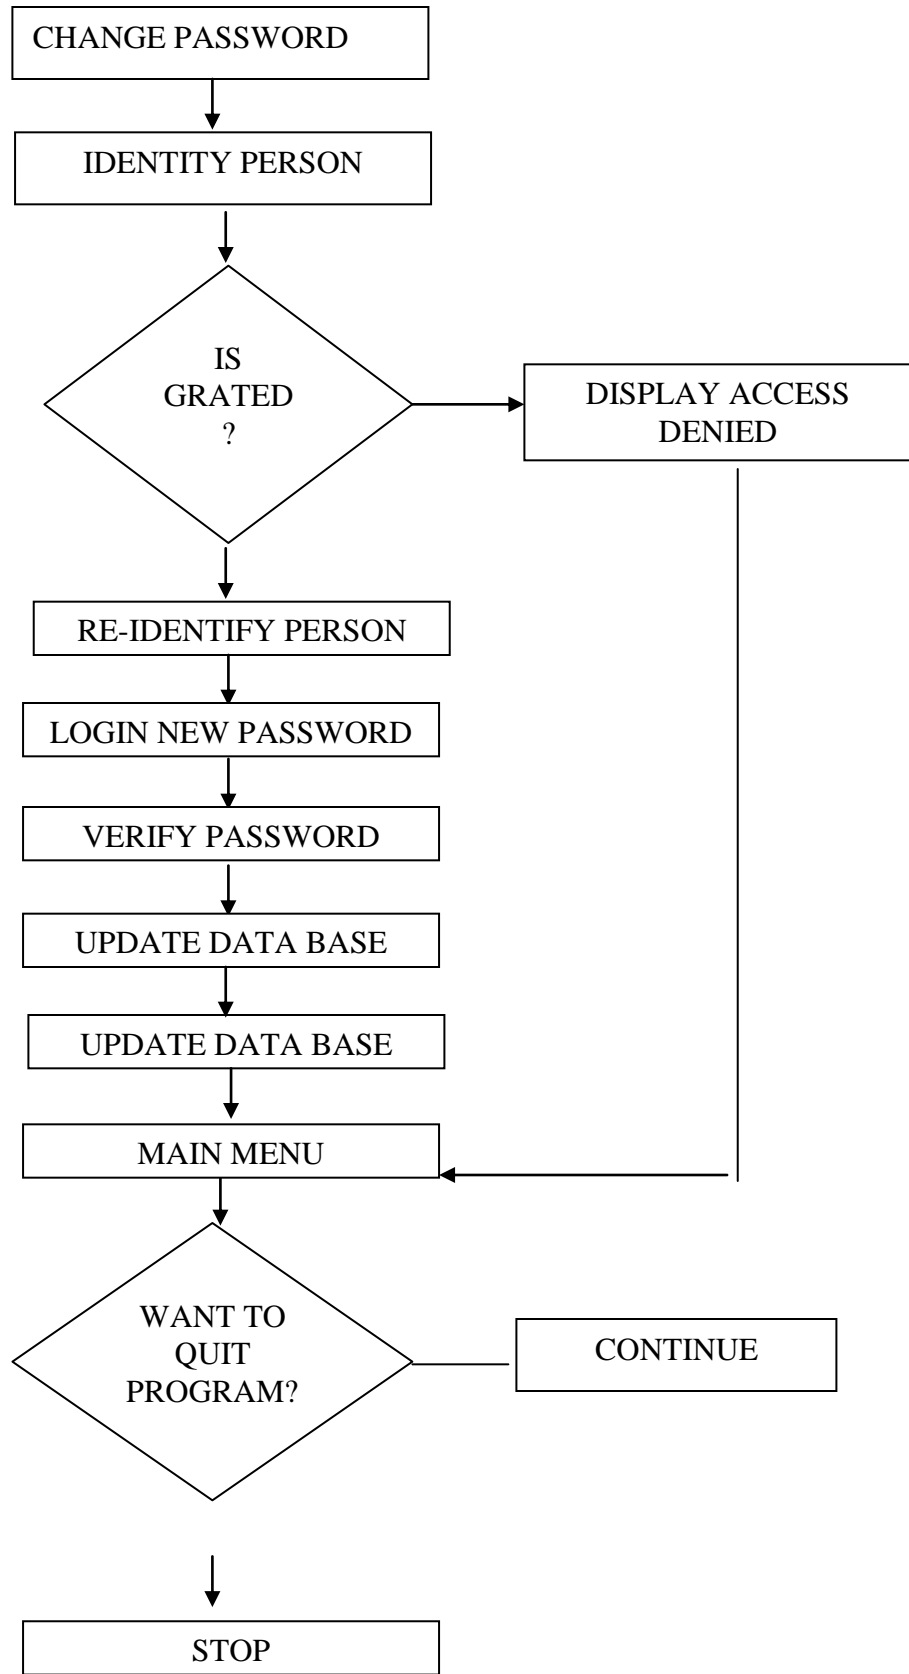 CHANGE PASSWORD
IDENTITY PERSON
IS
GRATED
?
DISPLAY ACCESS
DENIED
RE-IDENTIFY PERSON
LOGIN NEW PASSWORD
VERIFY PASSWORD
UPDATE DATA BASE
UPDATE DATA BASE
MAIN MENU
WANT TO
QUIT
PROGRAM?
CONTINUE
STOP